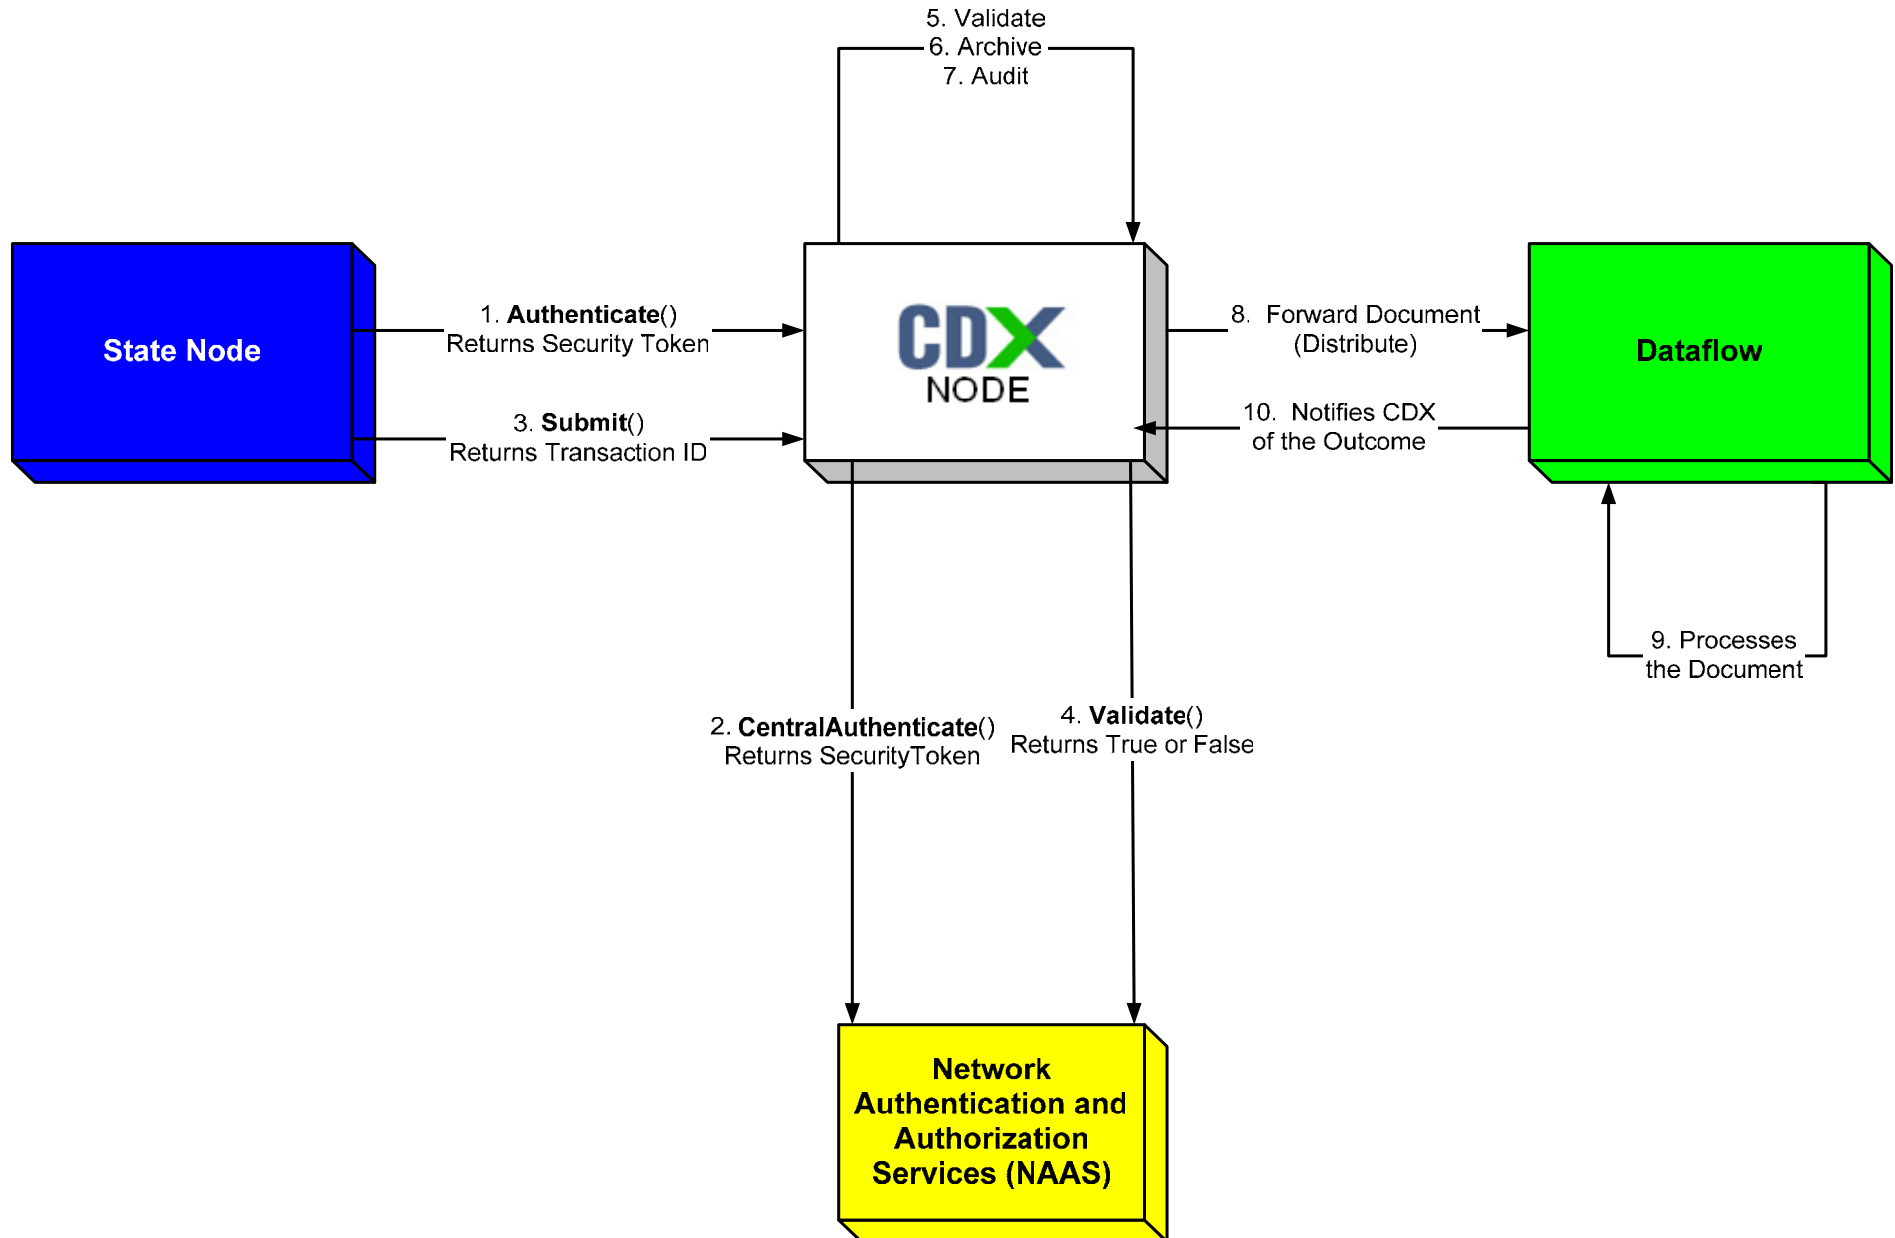 5. Validate
6. Archive
7. Audit
State Node
1. Authenticate()
Returns Security Token
3. Submit()
Returns Transaction ID
CDX
NODE
8.  Forward Document
(Distribute)
10.  Notifies CDX
of the Outcome
Dataflow
9. Processes
the Document
2. CentralAuthenticate()
Returns SecurityToken
4. Validate()
Returns True or False
Network
Authentication and
Authorization
Services (NAAS)